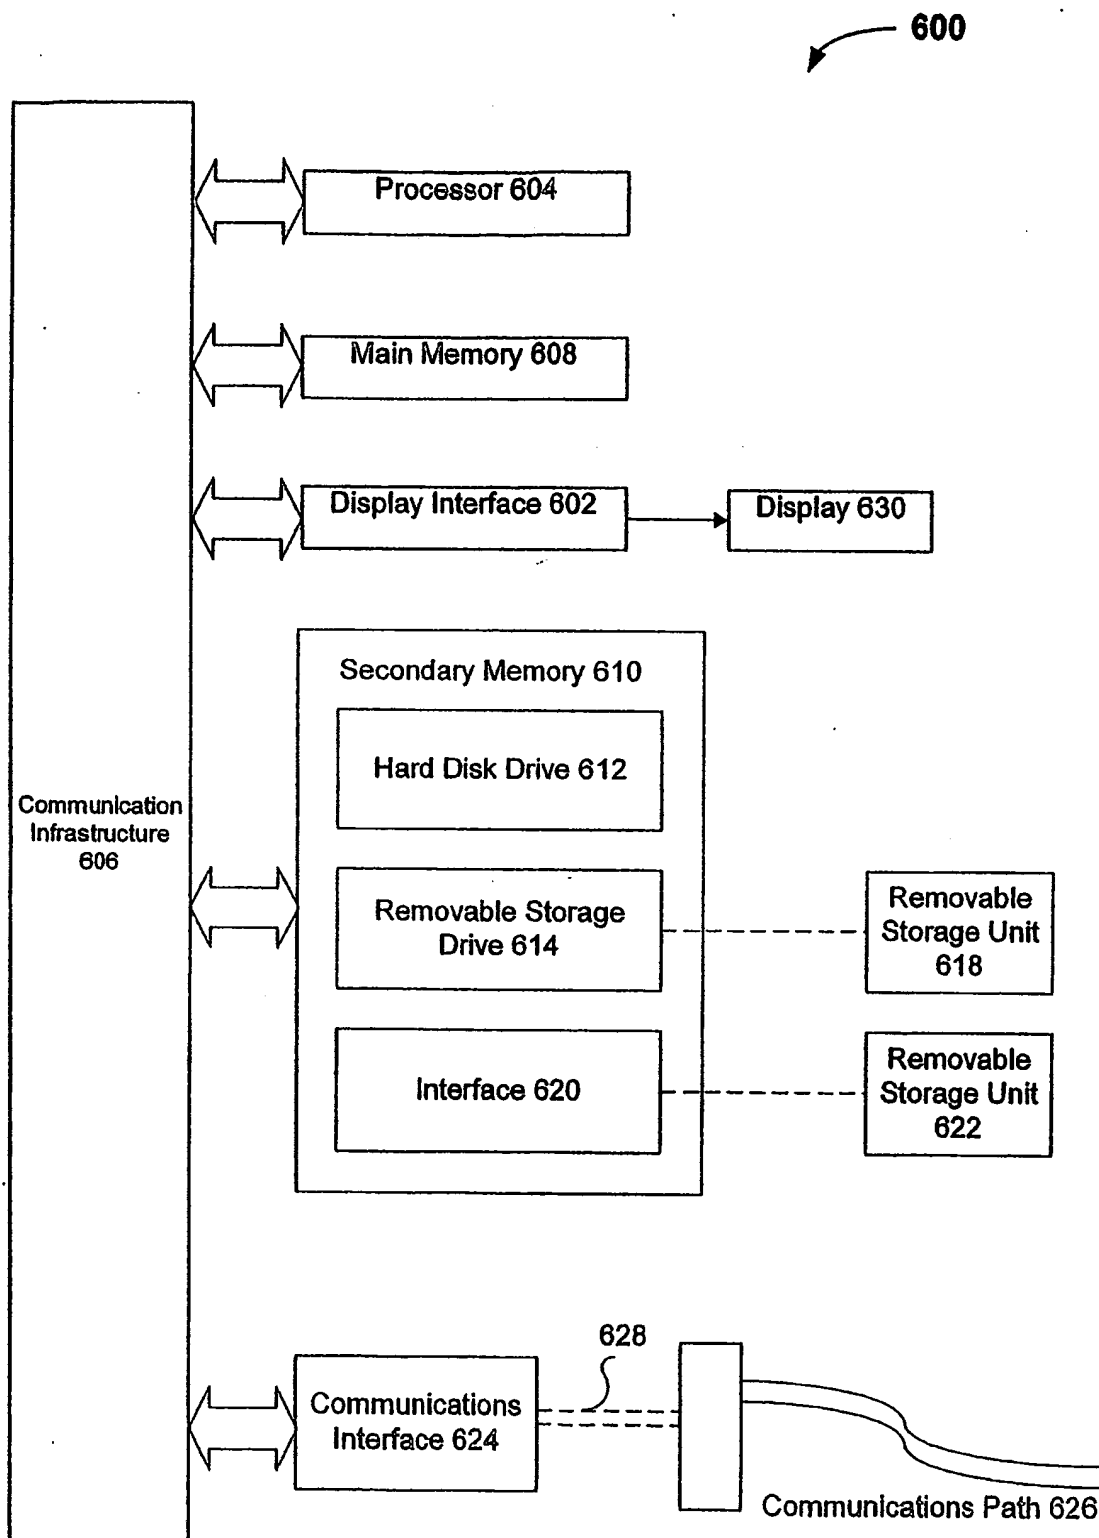 600
Processor 604
Main Memory 608
Display Interface 602
Display 630
Secondary Memory 610
Hard Disk Drive 612
Communication
Infrastructure
606
Removable Storage
Drive 614
Removable
Storage Unit
618
Interface 620
Removable
Storage Unit
622
628
Communications
Interface 624
Communications Path 626